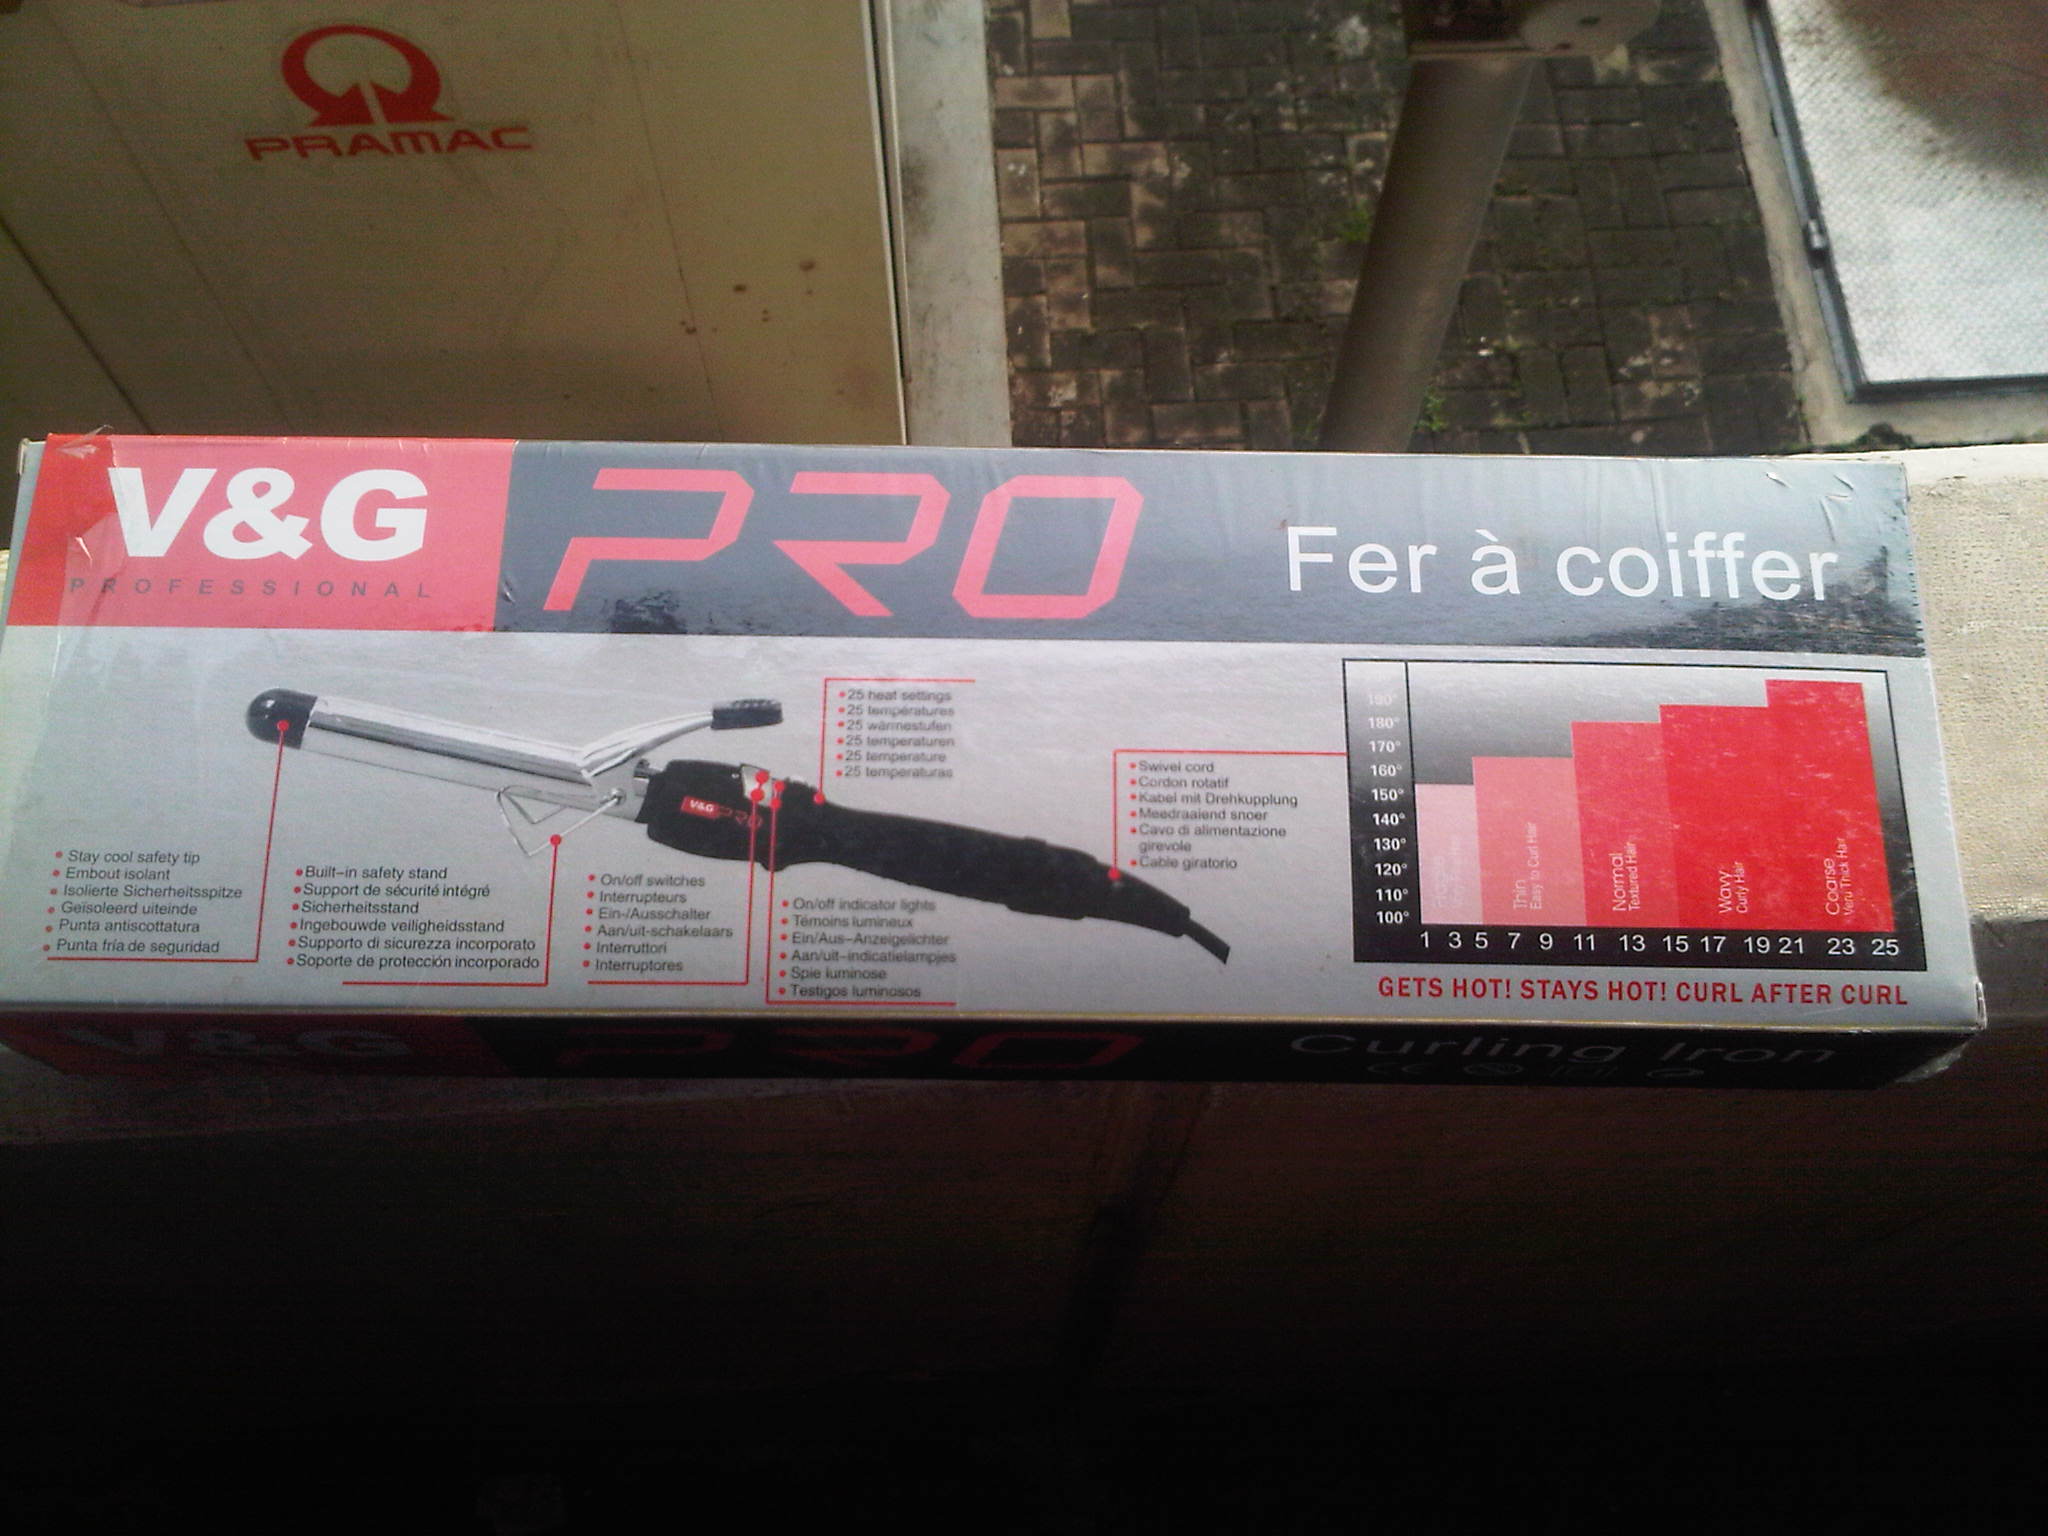 PRAMAC
V&G
PROFESSIONAL
PRO
Fer à coiffer
25 heat settings
25 températures
25 wärmestufen
25 temperaturen
25 temperature
25 temperaturas
Swivel cord
Cordon rotatif
Kabel mit Drehkupplung
Meedraaiend snoer
Cavo di alimentazione
girevole
Cable giratorio
V&G PRO
Stay cool safety tip
Embout isolant
Isolierte Sicherheitsspitze
Geïsoleerd uiteinde
Punta antiscottatura
Punta fría de seguridad
Built-in safety stand
Support de sécurité intégré
Sicherheitsstand
Ingebouwde veiligheidsstand
Supporto di sicurezza incorporato
Soporte de protección incorporado
On/off switches
Interrupteurs
Ein-/Ausschalter
Aan/uit-schakelaars
Interruttori
Interruptores
On/off indicator lights
Témoins lumineux
Ein/Aus-Anzeigelichter
Aan/uit-indicatielampjes
Spie luminose
Testigos luminosos
190°
180°
170°
160°
150°
140°
130°
120°
110°
100°
Thin
Easy to Curl Hair
Normal
Textured Hair
Wavy
Curly Hair
Coarse
Veru Thick Hair
1 3 5 7 9 11 13 15 17 19 21 23 25
GETS HOT! STAYS HOT! CURL AFTER CURL
V&G
PRO
Curling Iron
CE